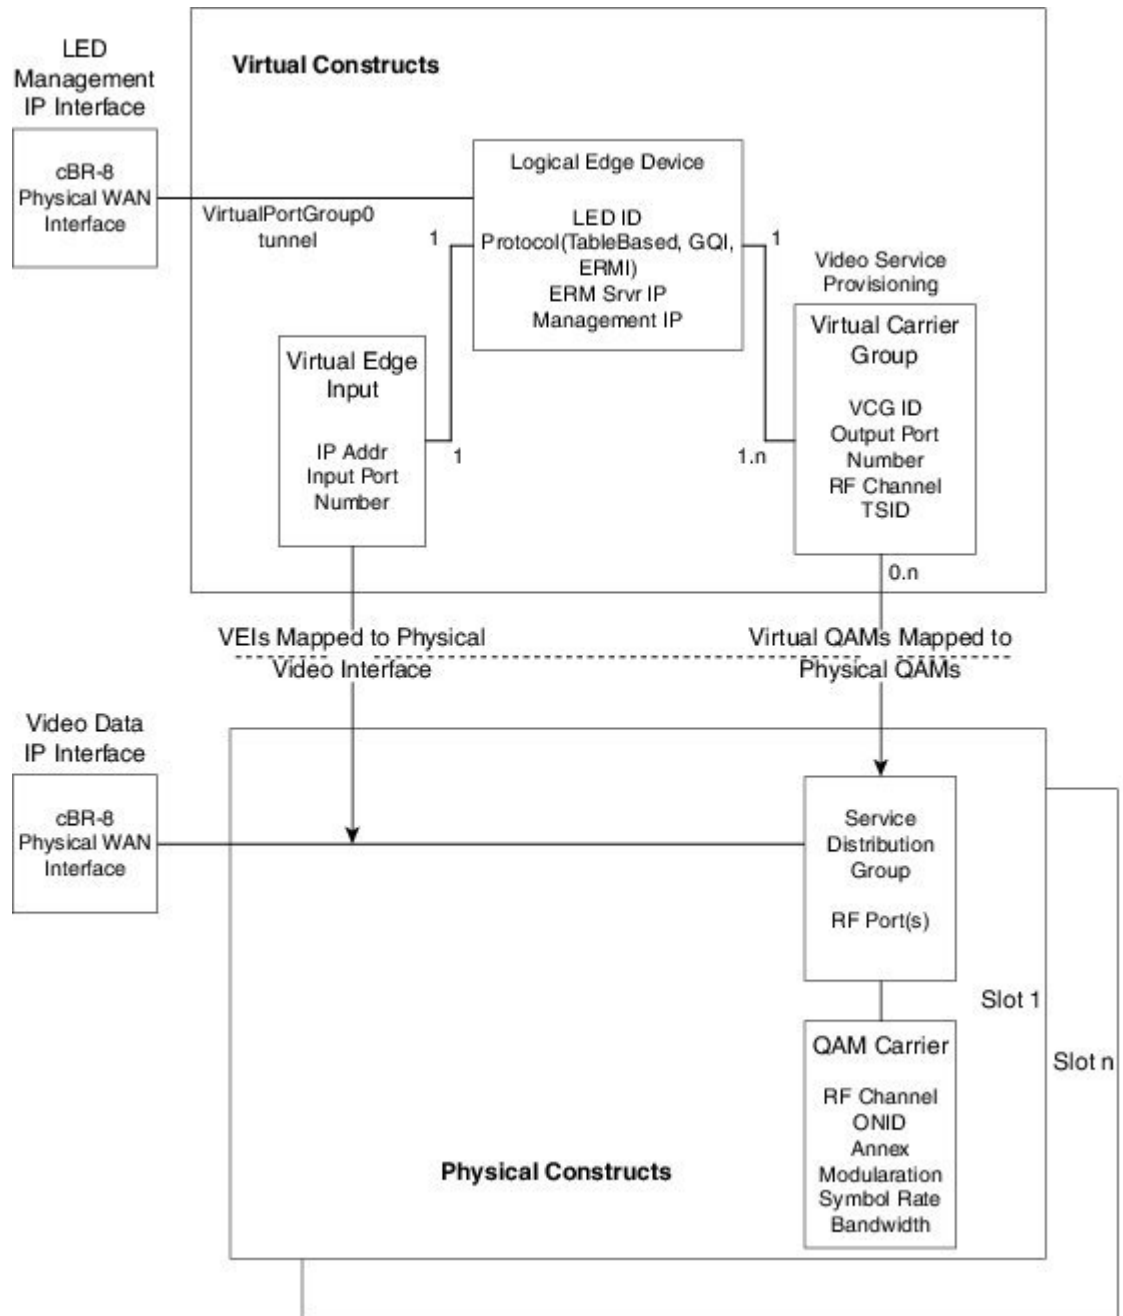 LED
Management
IP Interface
cBR-8
Physical WAN
Interface
Virtual Constructs
VirtualPortGroup0
tunnel
Logical Edge Device
LED ID
Protocol(TableBased, GQI,
ERMI)
ERM Srvr IP
Management IP
1
1
Virtual Edge
Input
IP Addr
Input Port
Number
1
Video Service
Provisioning
Virtual Carrier
Group
VCG ID
Output Port
Number
RF Channel
TSID
1.n
0.n
VEIs Mapped to Physical
Video Interface
Virtual QAMs Mapped to
Physical QAMs
Video Data
IP Interface
cBR-8
Physical WAN
Interface
Service
Distribution
Group
RF Port(s)
Slot 1
Slot n
QAM Carrier
RF Channel
ONID
Annex
Modularation
Symbol Rate
Bandwidth
Physical Constructs